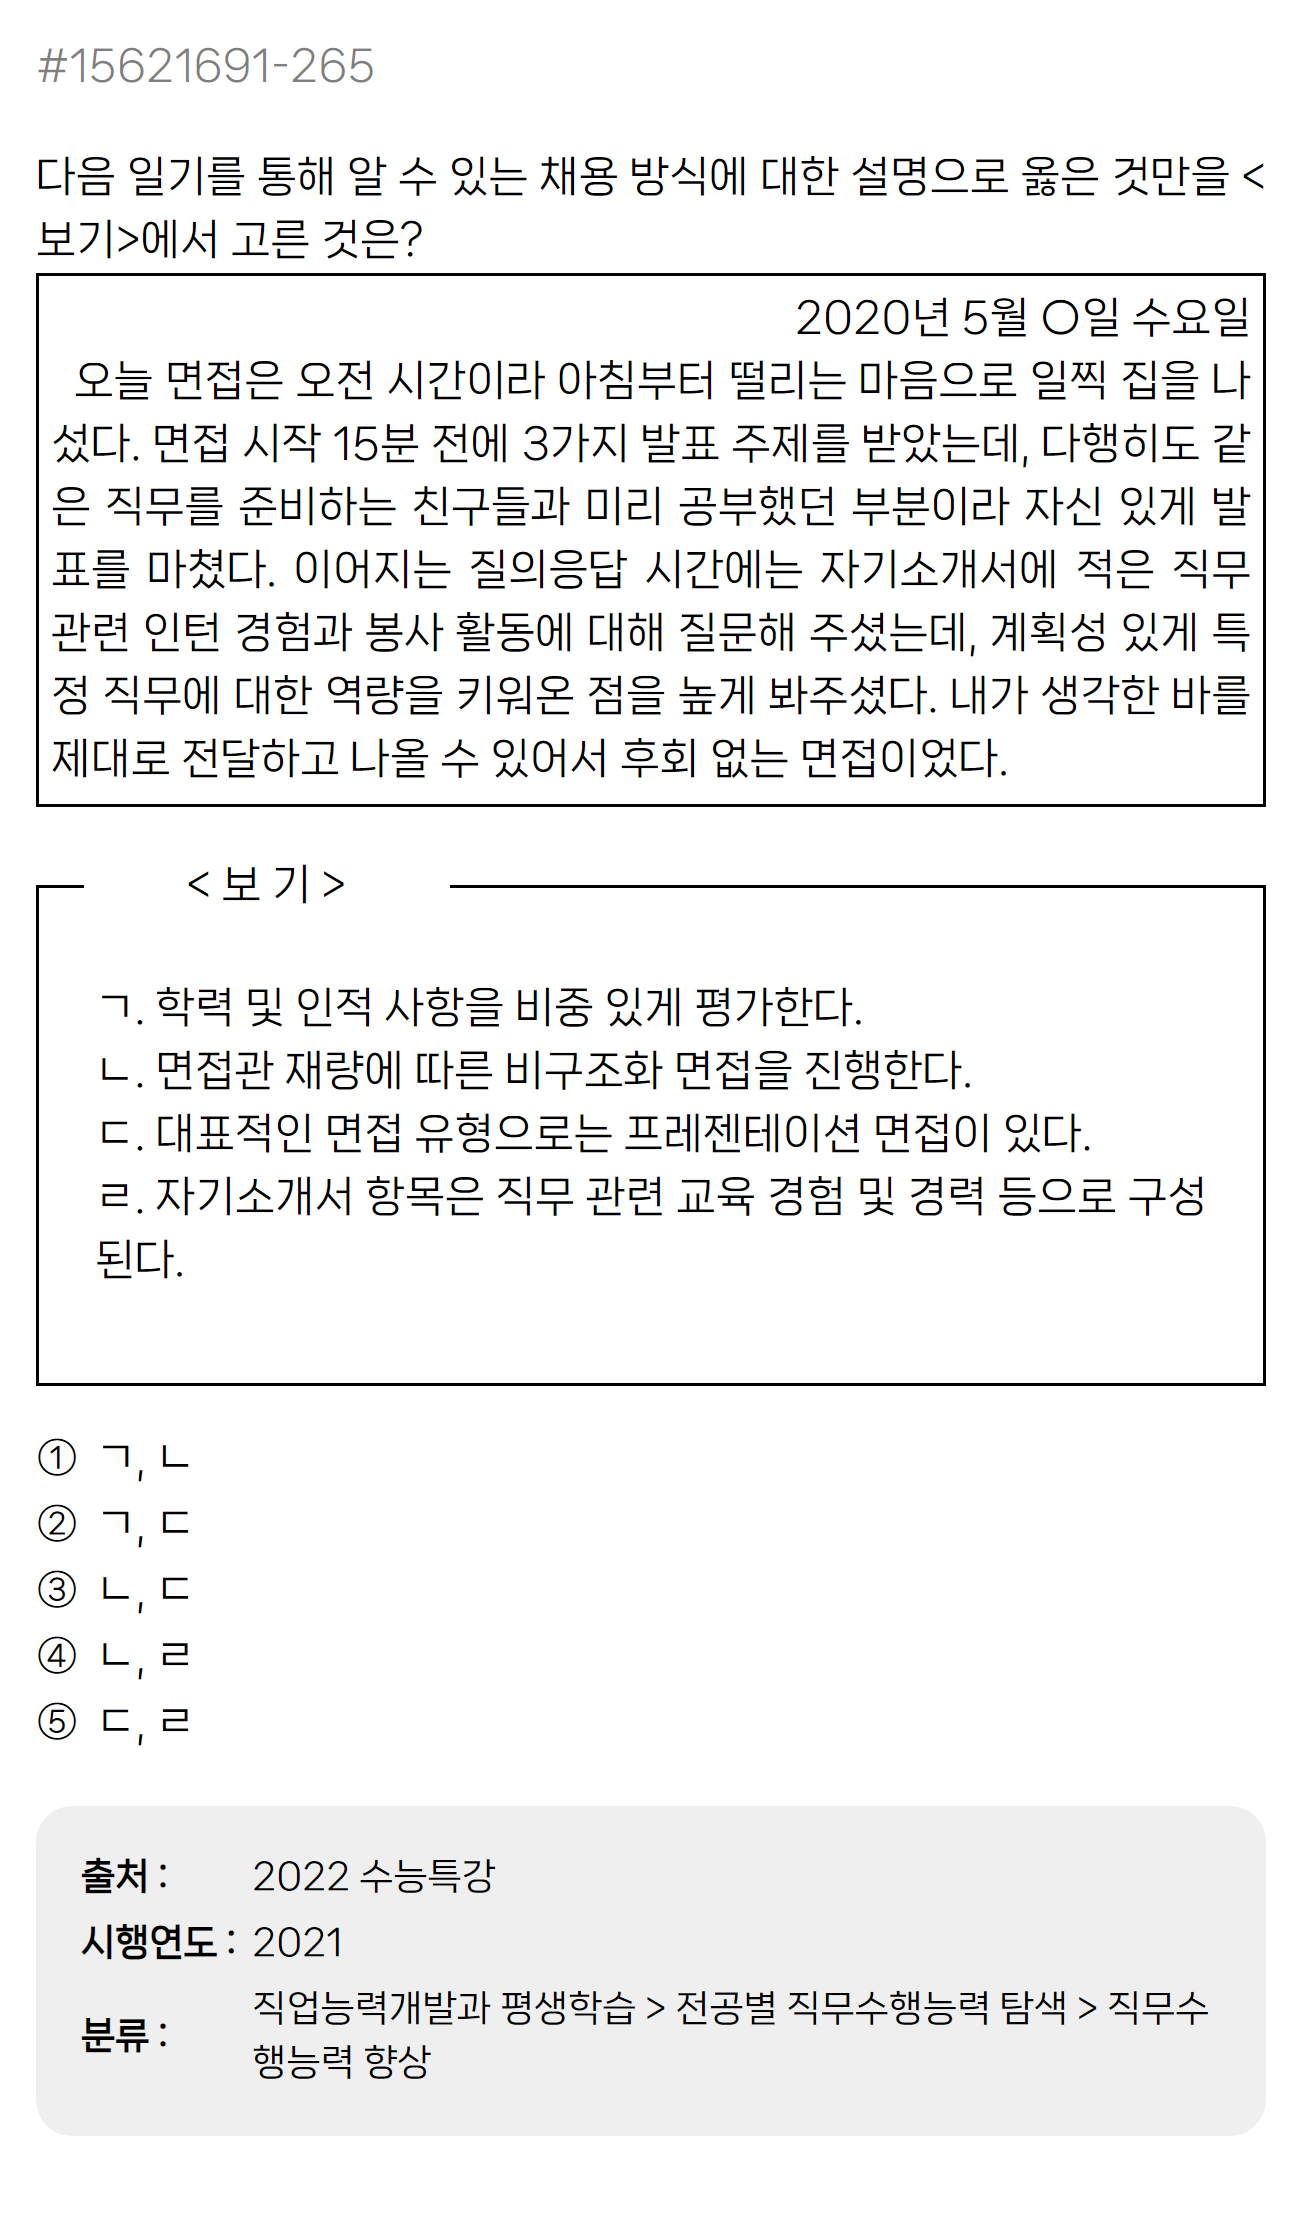 #15621691-265
다음 일기를 통해 알 수 있는 채용 방식에 대한 설명으로 옳은 것만을 <
보기>에서 고른 것은?
2020년 5월 ○일 수요일
오늘 면접은 오전 시간이라 아침부터 떨리는 마음으로 일찍 집을 나
섰다. 면접 시작 15분 전에 3가지 발표 주제를 받았는데, 다행히도 같
은 직무를 준비하는 친구들과 미리 공부했던 부분이라 자신 있게 발
표를 마쳤다. 이어지는 질의응답 시간에는 자기소개서에 적은 직무
관련 인턴 경험과 봉사 활동에 대해 질문해 주셨는데, 계획성 있게 특
정 직무에 대한 역량을 키워온 점을 높게 봐주셨다. 내가 생각한 바를
제대로 전달하고 나올 수 있어서 후회 없는 면접이었다.
< 보 기 >
ㄱ. 학력 및 인적 사항을 비중 있게 평가한다.
ㄴ. 면접관 재량에 따른 비구조화 면접을 진행한다.
ㄷ. 대표적인 면접 유형으로는 프레젠테이션 면접이 있다.
ㄹ. 자기소개서 항목은 직무 관련 교육 경험 및 경력 등으로 구성
된다.
① ㄱ, ㄴ
② ㄱ, ㄷ
③ ㄴ, ㄷ
④ ㄴ, ㄹ
⑤ ㄷ, ㄹ
출처 : 2022 수능특강
시행연도 : 2021
분류 : 직업능력개발과 평생학습 > 전공별 직무수행능력 탐색 > 직무수
행능력 향상